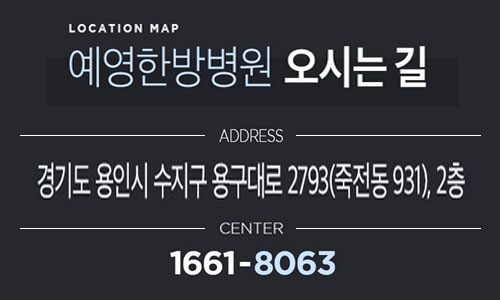 LOCATION MAP
예영한방병원 오시는 길
ADDRESS
경기도 용인시 수지구 용구대로 2793(죽전동 931), 2층
CENTER
1661-8063